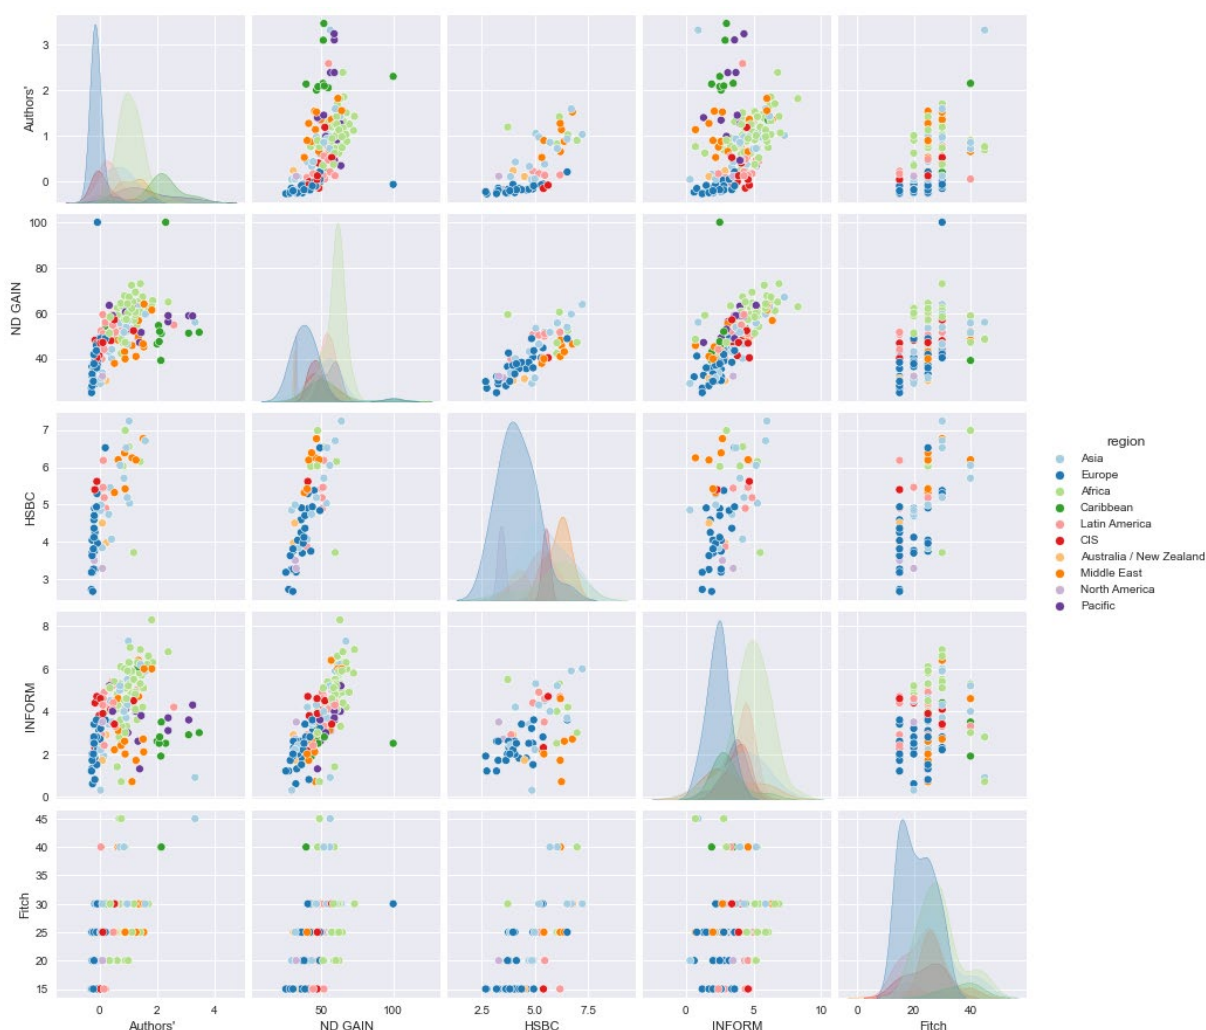 3
2
1
0
Authors'
100
80
60
40
ND GAIN
7
6
5
4
3
HSBC
8
6
4
2
0
INFORM
45
40
35
30
25
20
15
Fitch
0 2 4
50 100
2.5 5.0 7.5
0 5 10
0 20 40
Authors' ND GAIN HSBC INFORM Fitch
region
Asia
Europe
Africa
Caribbean
Latin America
CIS
Australia / New Zealand
Middle East
North America
Pacific